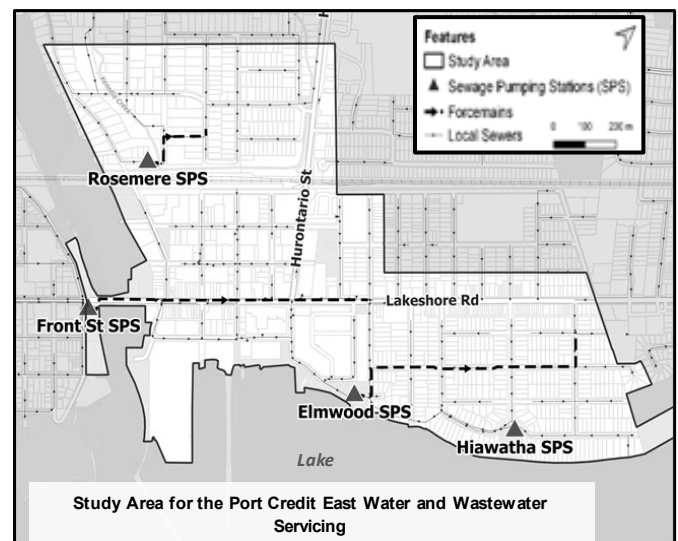 Features
Study Area
Sewage Pumping Stations (SPS)
Forcemains
Local Sewers
0 100 200 m
Kenollie Creek
Rosemere SPS
Hurontario St
Lakeshore Rd
Front St SPS
Elmwood SPS
Hiawatha SPS
Lake
Study Area for the Port Credit East Water and Wastewater
Servicing